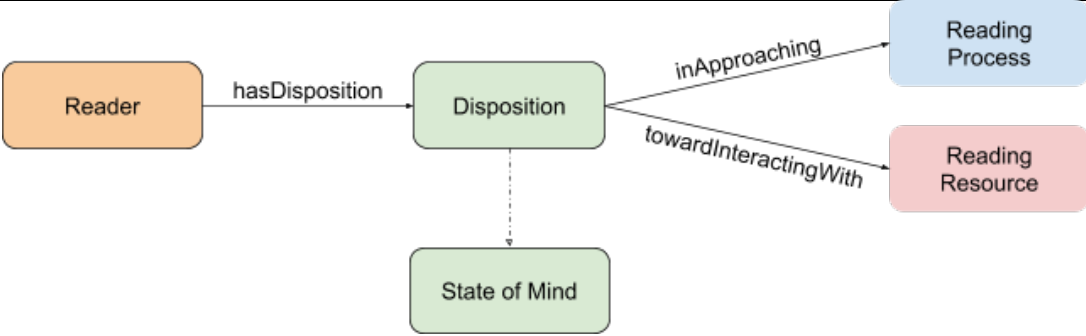 Reader
hasDisposition
Disposition
inApproaching
Reading
Process
towardInteractingWith
Reading
Resource
State of Mind